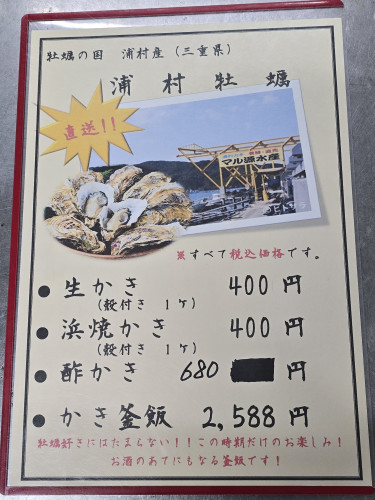 牡蠣の国 浦村産(三重県)
浦村牡蠣
直送!!
マル源水産
※すべて税込価格です。
● 生かき 400円
(殻付き 1ケ)
● 浜焼かき 400円
(殻付き 1ケ)
● 酢かき 680 円
● かき釜飯 2,588円
牡蠣好きにはたまらない!!この時期だけのお楽しみ!
お酒のあてにもなる釜飯です!